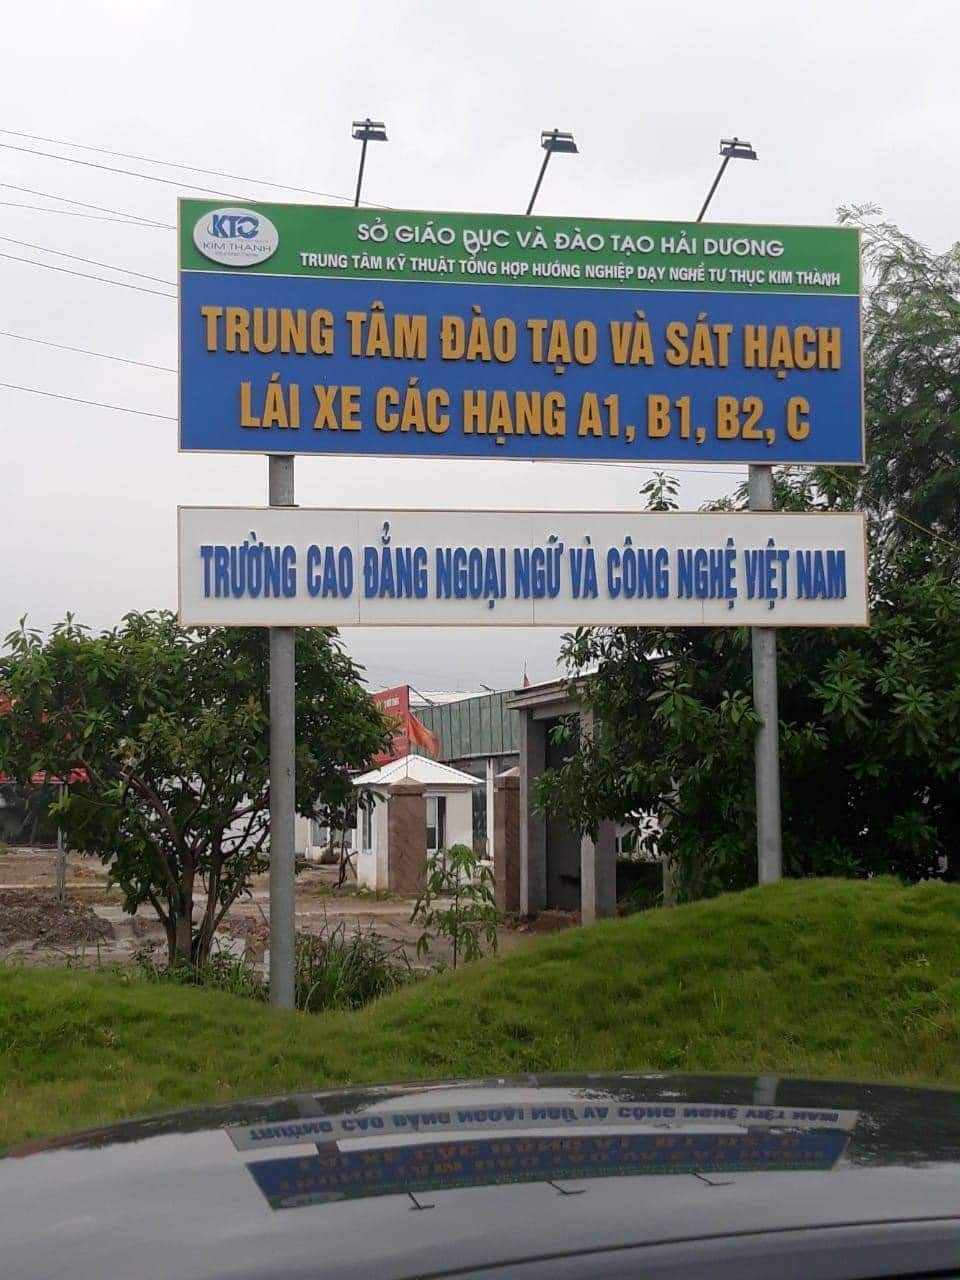 KTC
KIM THANH
SỞ GIÁO DỤC VÀ ĐÀO TẠO HẢI DƯƠNG
TRUNG TÂM KỸ THUẬT TỔNG HỢP HƯỚNG NGHIỆP DẠY NGHỀ TƯ THỤC KIM THÀNH
TRUNG TÂM ĐÀO TẠO VÀ SÁT HẠCH
LÁI XE CÁC HẠNG A1, B1, B2, C
TRƯỜNG CAO ĐẲNG NGOẠI NGỮ VÀ CÔNG NGHỆ VIỆT NAM